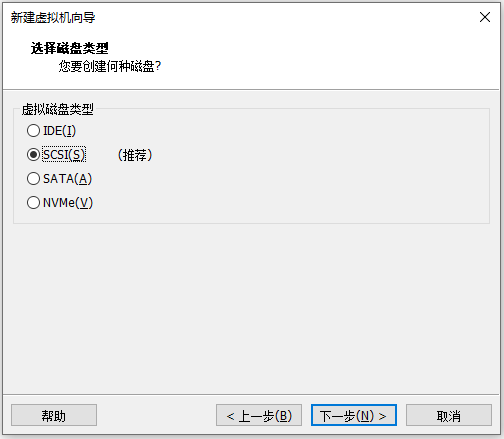 新建虚拟机向导
选择磁盘类型
您要创建何种磁盘?
虚拟磁盘类型
IDE(I)
SCSI(S) （推荐）
SATA(A)
NVMe(V)
帮助 < 上一步(B) 下一步(N) > 取消